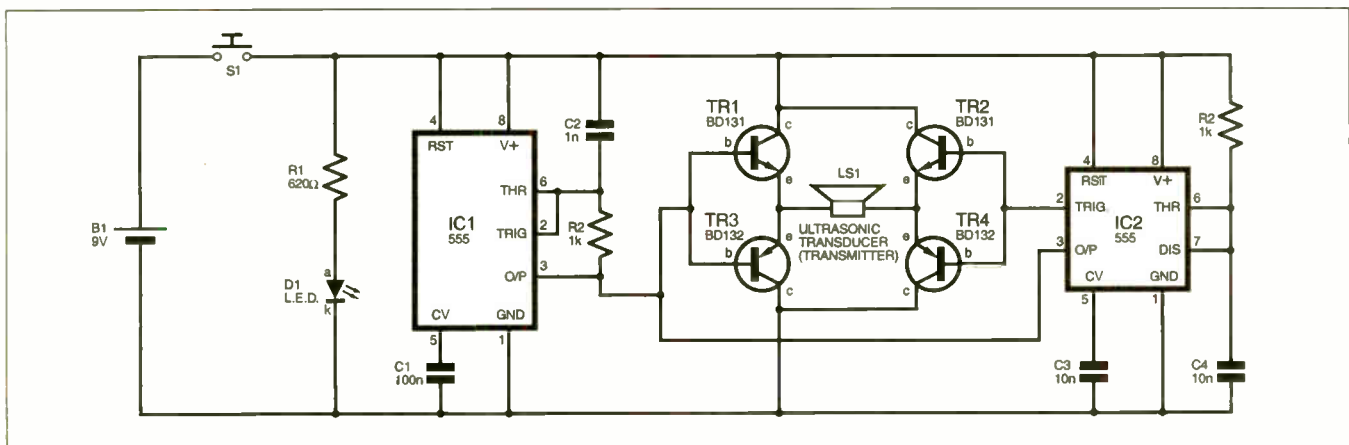 S1
B1
9V
R1
620Ω
D1
L.E.D.
a
k
4
8
RST
V+
THR
6
IC1
555
TRIG
2
O/P
3
CV
GND
5
1
C1
100n
C2
1n
R2
1k
TR1
BD131
c
b
e
TR2
BD131
c
b
e
LS1
ULTRASONIC
TRANSDUCER
(TRANSMITTER)
TR3
BD132
e
b
c
TR4
BD132
e
b
c
4
8
RST
V+
2
TRIG
THR
6
IC2
555
3
O/P
DIS
7
CV
GND
5
1
C3
10n
R2
1k
C4
10n